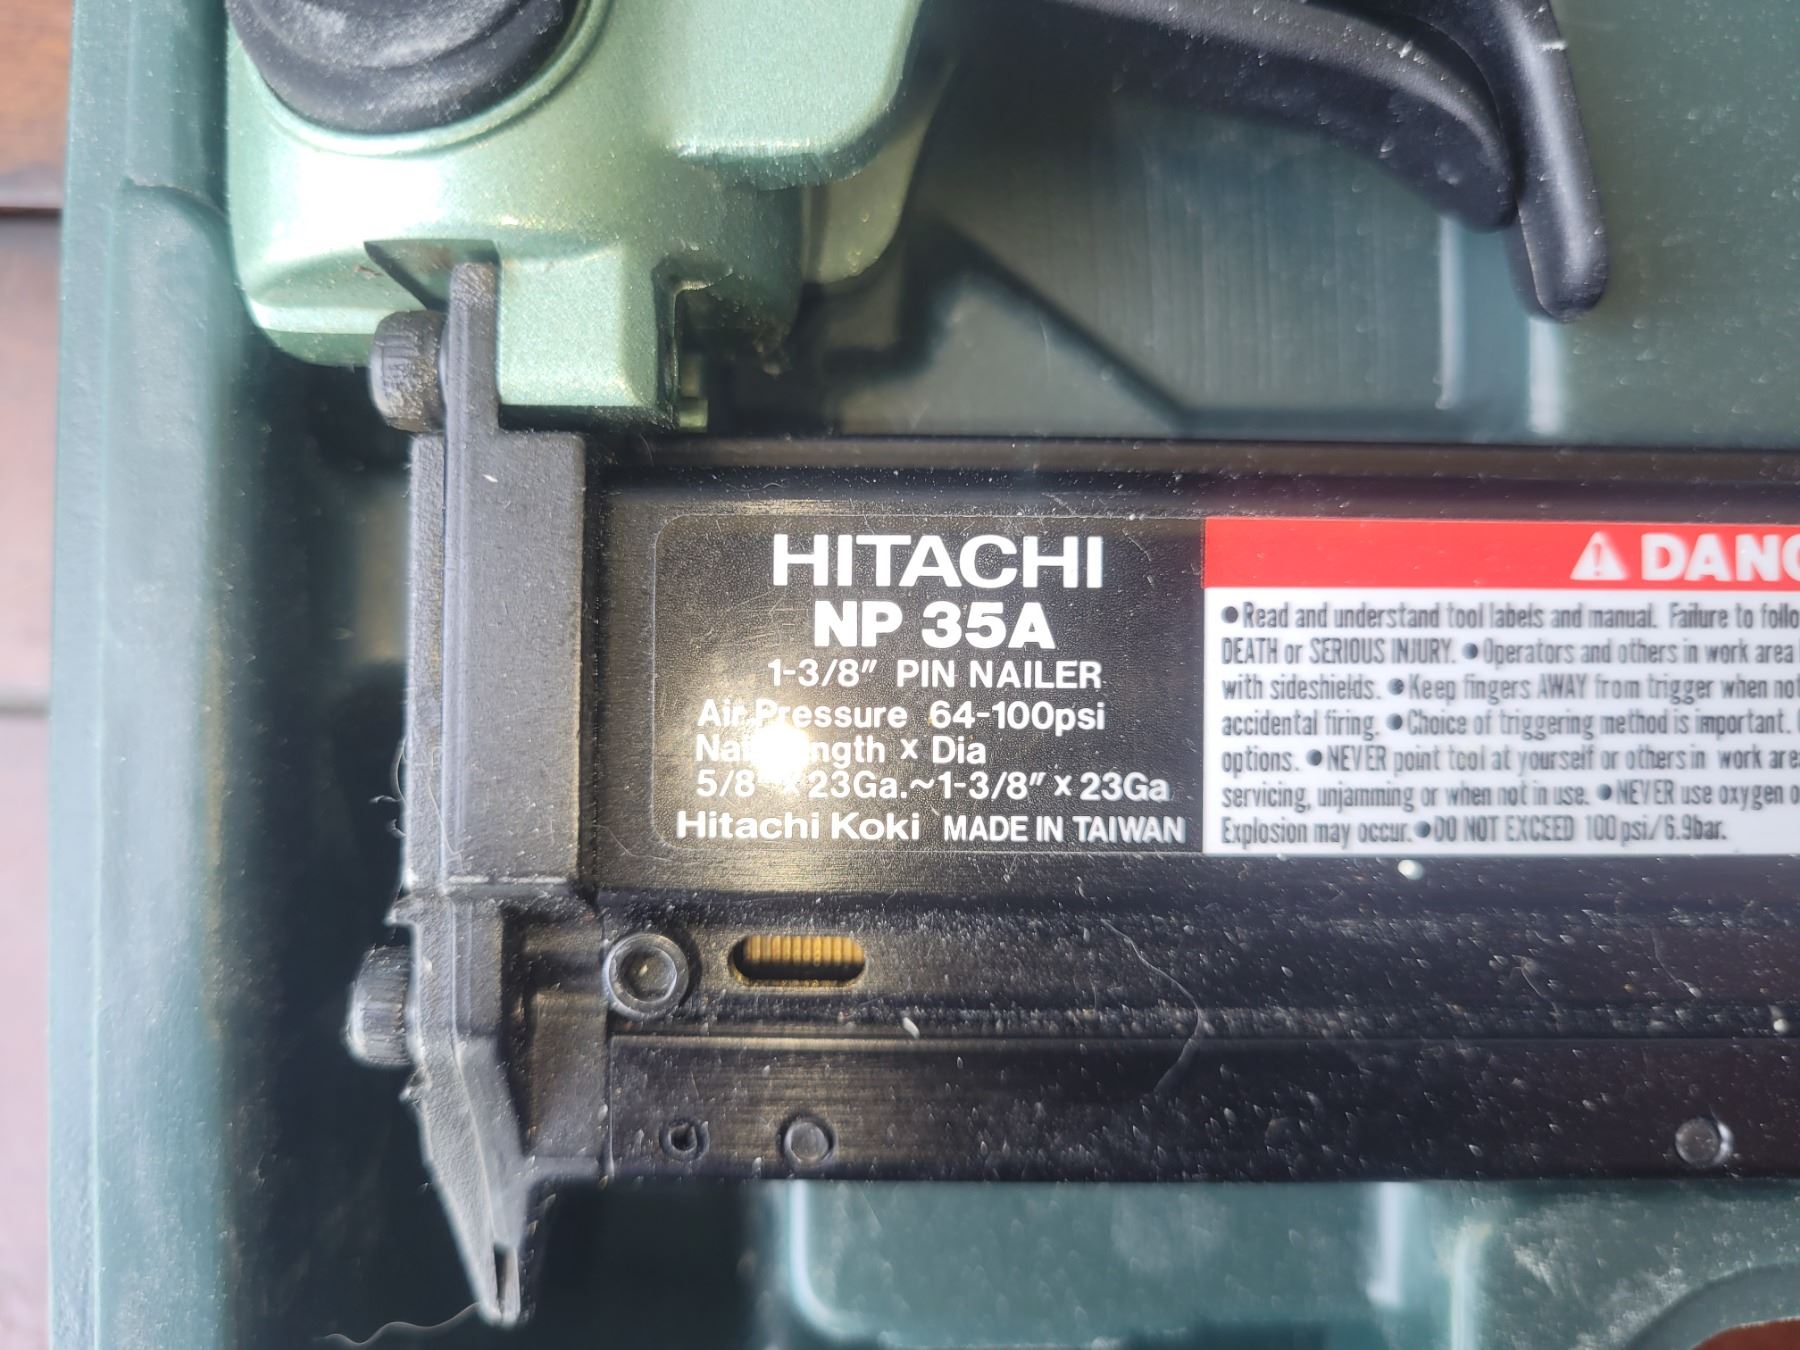 HITACHI
NP 35A
1-3/8" PIN NAILER
Air Pressure 64-100psi
Dia
5/8" x 23Ga.~1-3/8" x 23Ga
Hitachi Koki MADE IN TAIWAN
⚠DANG
●Read and understand tool labels and manual. Failure to follo
DEATH or SERIOUS INJURY. ●Operators and others in work area
with sideshields. ●Keep fingers AWAY from trigger when not
accidental firing. ●Choice of triggering method is important.
options. ●NEVER point tool at yourself or others in work are
servicing, unjamming or when not in use. ●NEVER use oxygen o
Explosion may occur. ●DO NOT EXCEED 100psi/6.9bar.